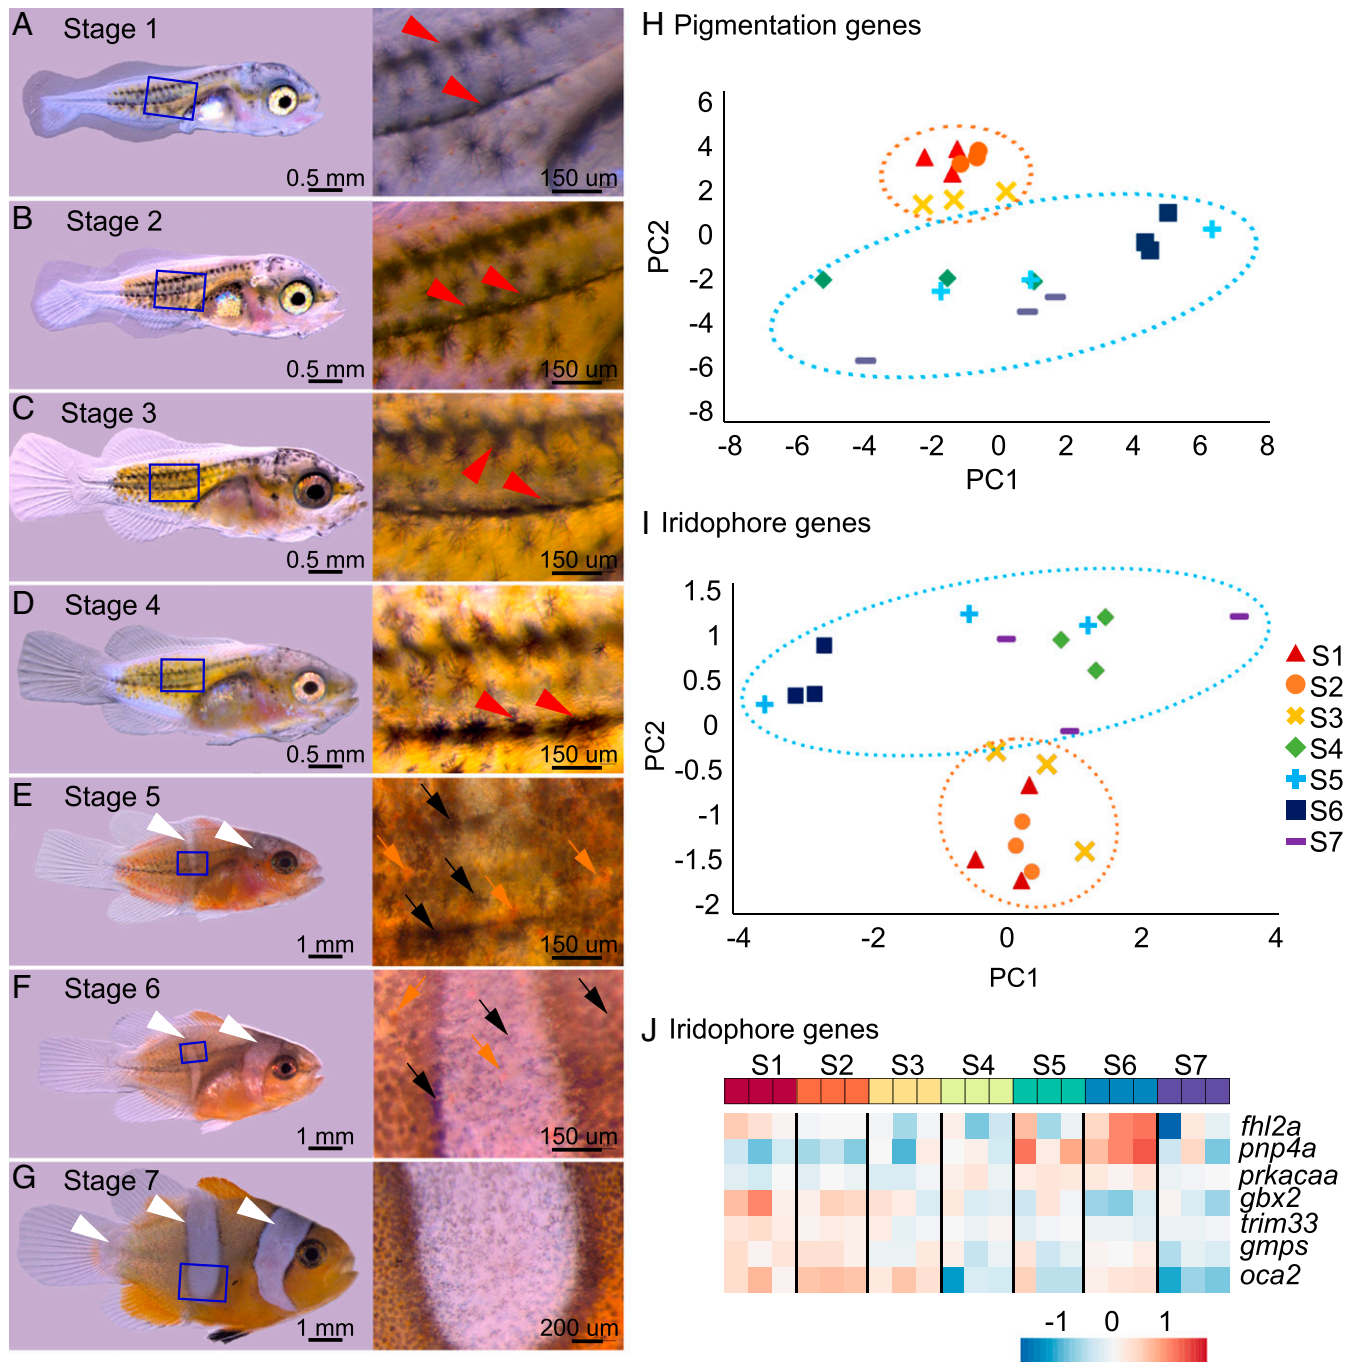 A Stage 1
0.5 mm
150 um
B Stage 2
0.5 mm
150 um
C Stage 3
0.5 mm
150 um
D Stage 4
0.5 mm
150 um
E Stage 5
1 mm
150 um
F Stage 6
1 mm
150 um
G Stage 7
1 mm
200 um
H Pigmentation genes
6
4
2
0
-2
-4
-6
-8
PC2
-8 -6 -4 -2 0 2 4 6 8
PC1
I Iridophore genes
1.5
1
0.5
0
-0.5
-1
-1.5
-2
PC2
-4 -2 0 2 4
PC1
S1
S2
S3
S4
S5
S6
S7
J Iridophore genes
S1 S2 S3 S4 S5 S6 S7
fhl2a
pnp4a
prkacaa
gbx2
trim33
gmps
oca2
-1 0 1